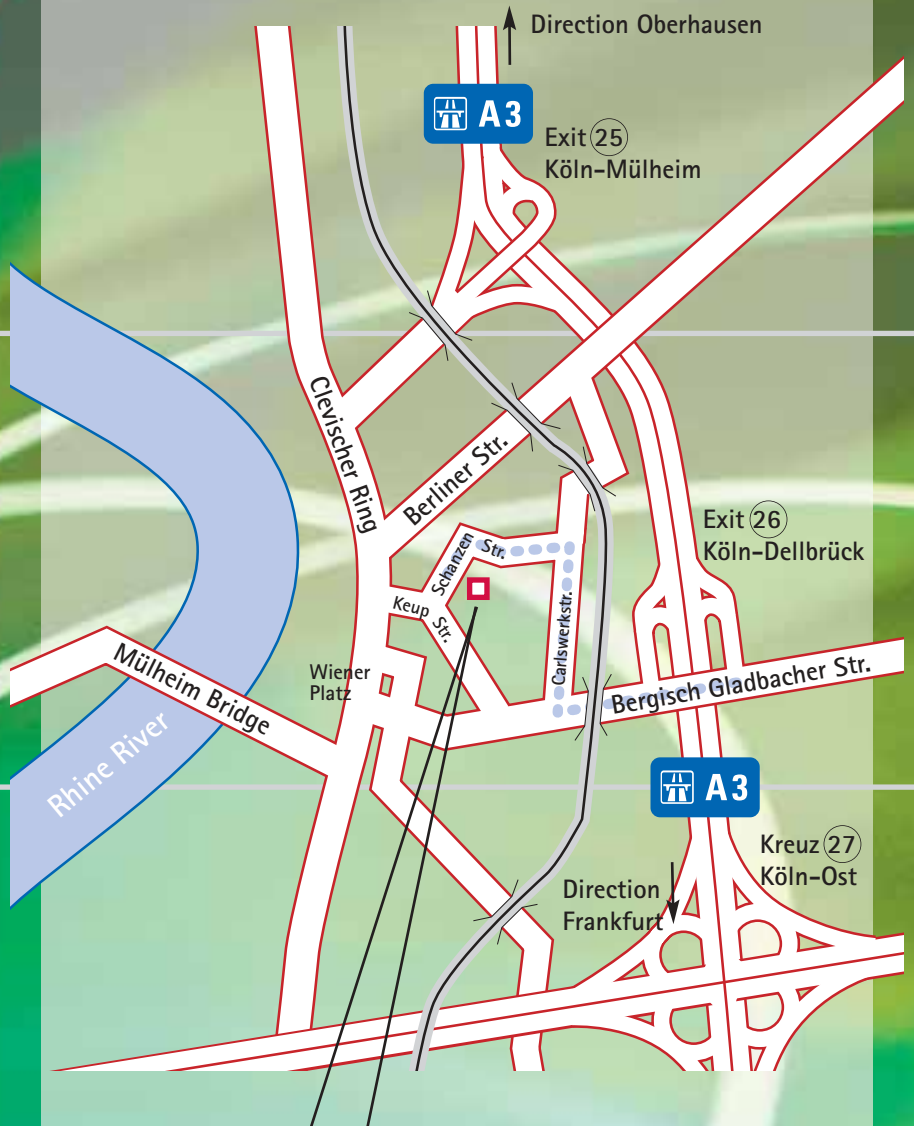 Direction Oberhausen
A3
Exit 25
Köln-Mülheim
Clevischer Ring
Berliner Str.
Exit 26
Köln-Dellbrück
Schanzen Str.
Keup Str.
Carlswerkstr.
Wiener
Platz
Mülheim Bridge
Bergisch Gladbacher Str.
Rhine River
A3
Kreuz 27
Köln-Ost
Direction
Frankfurt